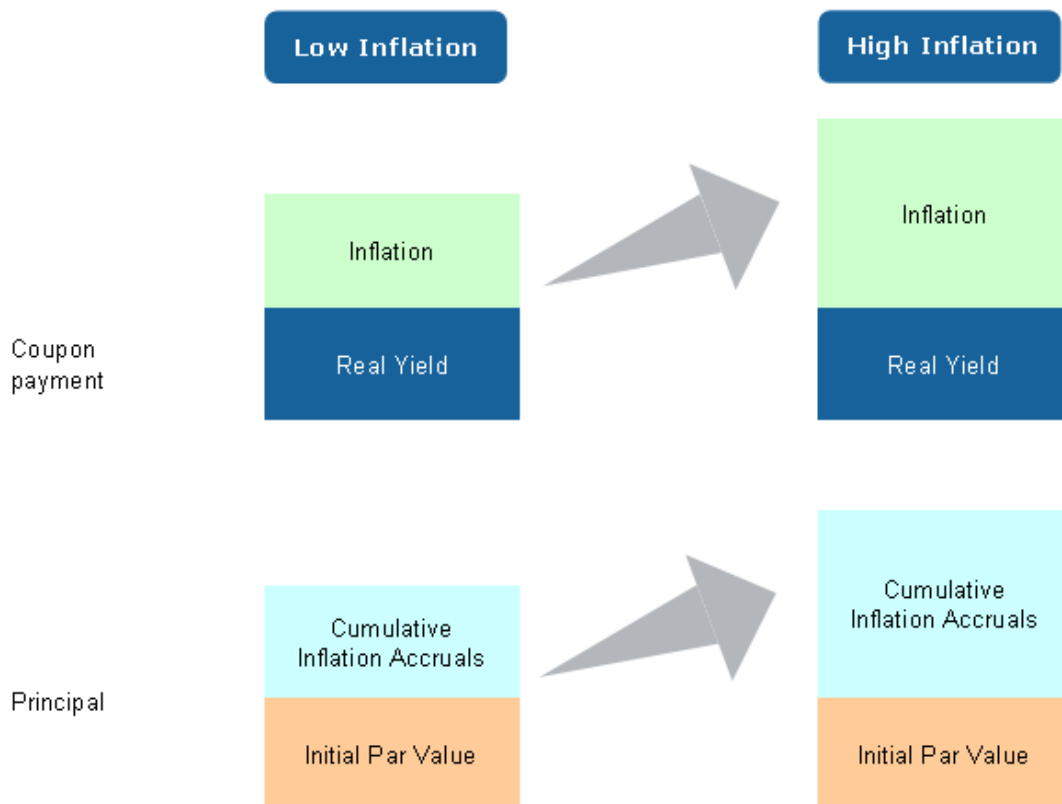 Low Inflation
High Inflation
Inflation
Inflation
Coupon
payment
Real Yield
Real Yield
Cumulative
Inflation Accruals
Cumulative
Inflation Accruals
Principal
Initial Par Value
Initial Par Value